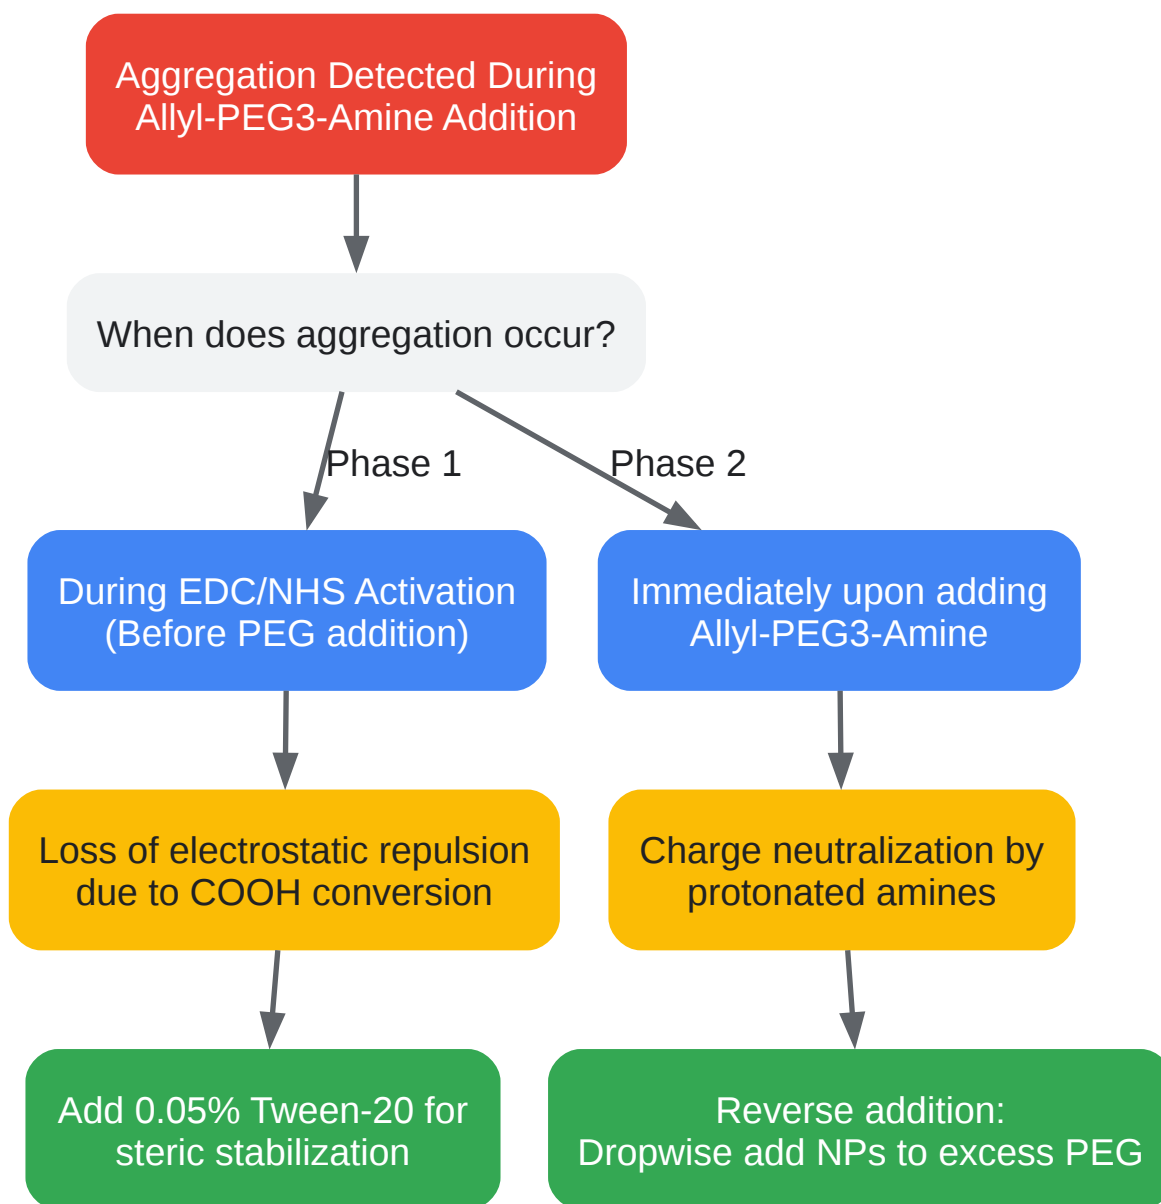 Aggregation Detected During
Allyl-PEG3-Amine Addition
When does aggregation occur?
Phase 1
Phase 2
During EDC/NHS Activation
(Before PEG addition)
Immediately upon adding
Allyl-PEG3-Amine
Loss of electrostatic repulsion
due to COOH conversion
Charge neutralization by
protonated amines
Add 0.05% Tween-20 for
steric stabilization
Reverse addition:
Dropwise add NPs to excess PEG